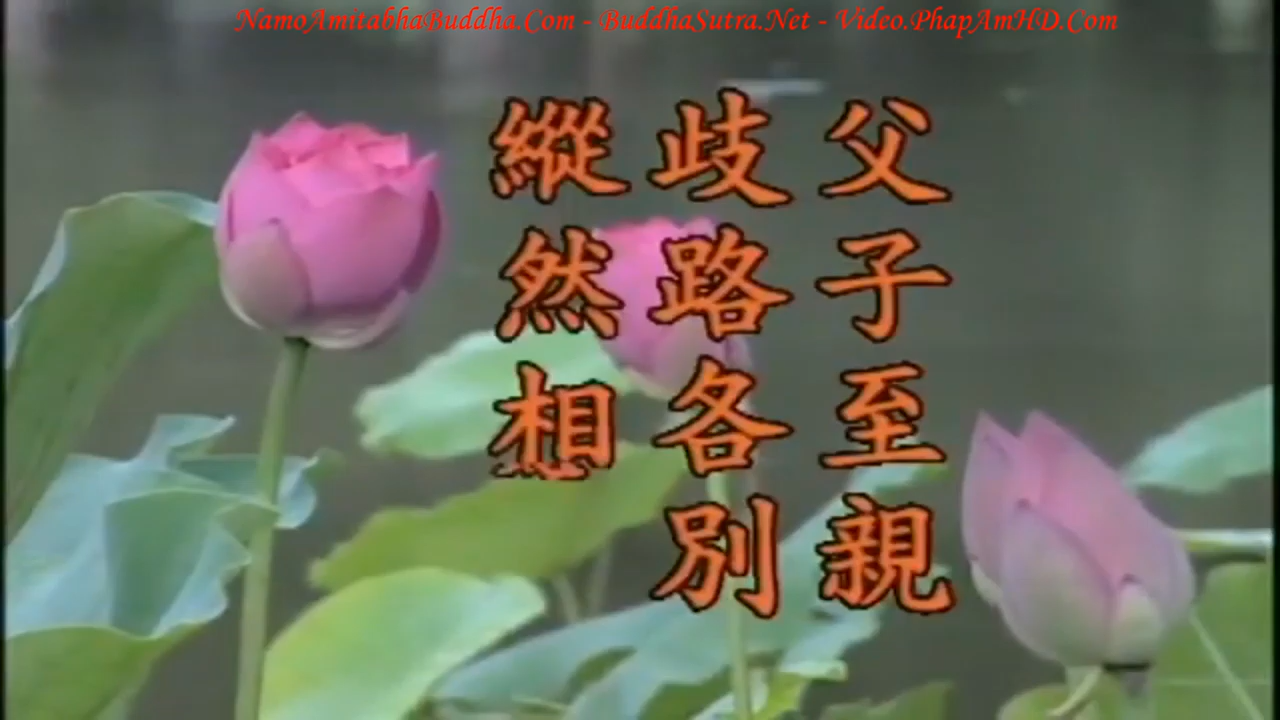 NamoAmitabhaBuddha.Com - BuddhaSutra.Net - Video.PhapAmHD.Com
父子至親
歧路各別
縱然相